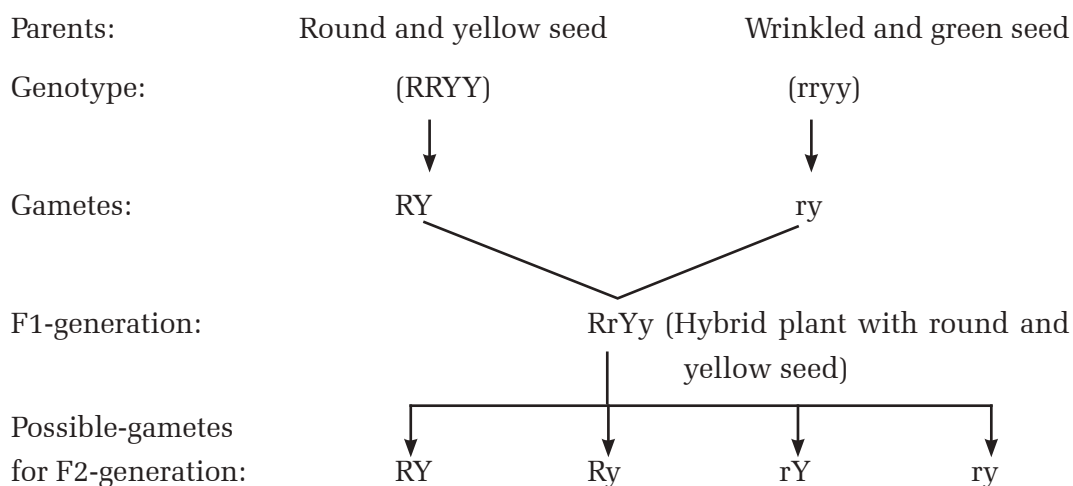 Parents: Round and yellow seed Wrinkled and green seed
Genotype: (RRYY) (rryy)
Gametes: RY ry
F1-generation: RrYy (Hybrid plant with round and
yellow seed)
Possible-gametes
for F2-generation: RY Ry rY ry